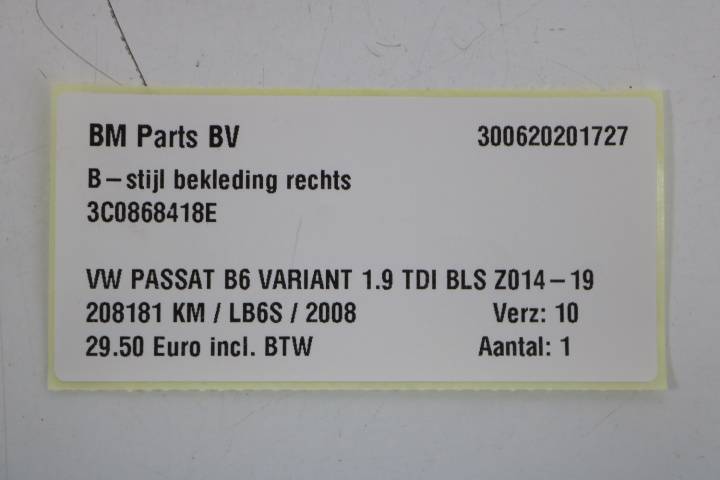 BM Parts BV 300620201727
B-stijl bekleding rechts
3C0868418E
VW PASSAT B6 VARIANT 1.9 TDI BLS Z014-19
208181 KM / LB6S / 2008 Verz: 10
29.50 Euro incl. BTW Aantal: 1